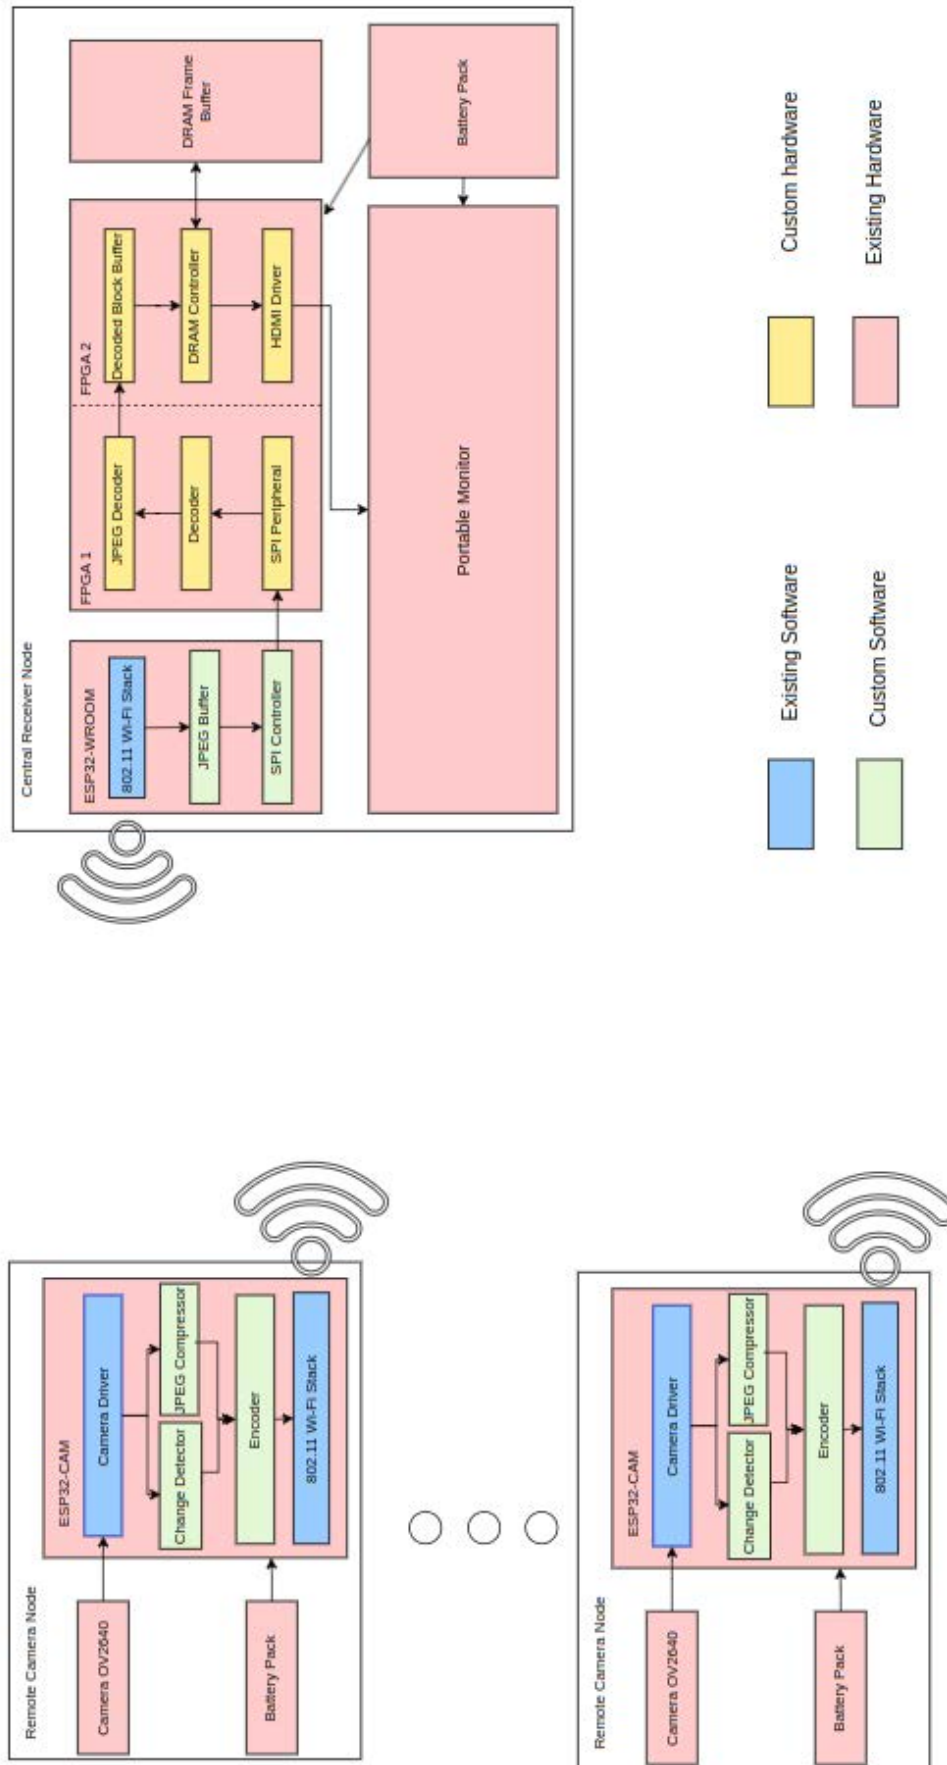 Remote Camera Node
Camera OV2640
Battery Pack
ESP32-CAM
Camera Driver
Change Detector
JPEG Compressor
Encoder
802.11 Wi-Fi Stack
Remote Camera Node
Camera OV2640
Battery Pack
ESP32-CAM
Camera Driver
Change Detector
JPEG Compressor
Encoder
802.11 Wi-Fi Stack
Central Receiver Node
ESP32-WROOM
802.11 Wi-Fi Stack
JPEG Buffer
SPI Controller
FPGA 1
JPEG Decoder
Decoder
SPI Peripheral
FPGA 2
Decoded Block Buffer
DRAM Controller
HDMI Driver
DRAM Frame
Buffer
Portable Monitor
Battery Pack
Existing Software
Custom hardware
Custom Software
Existing Hardware